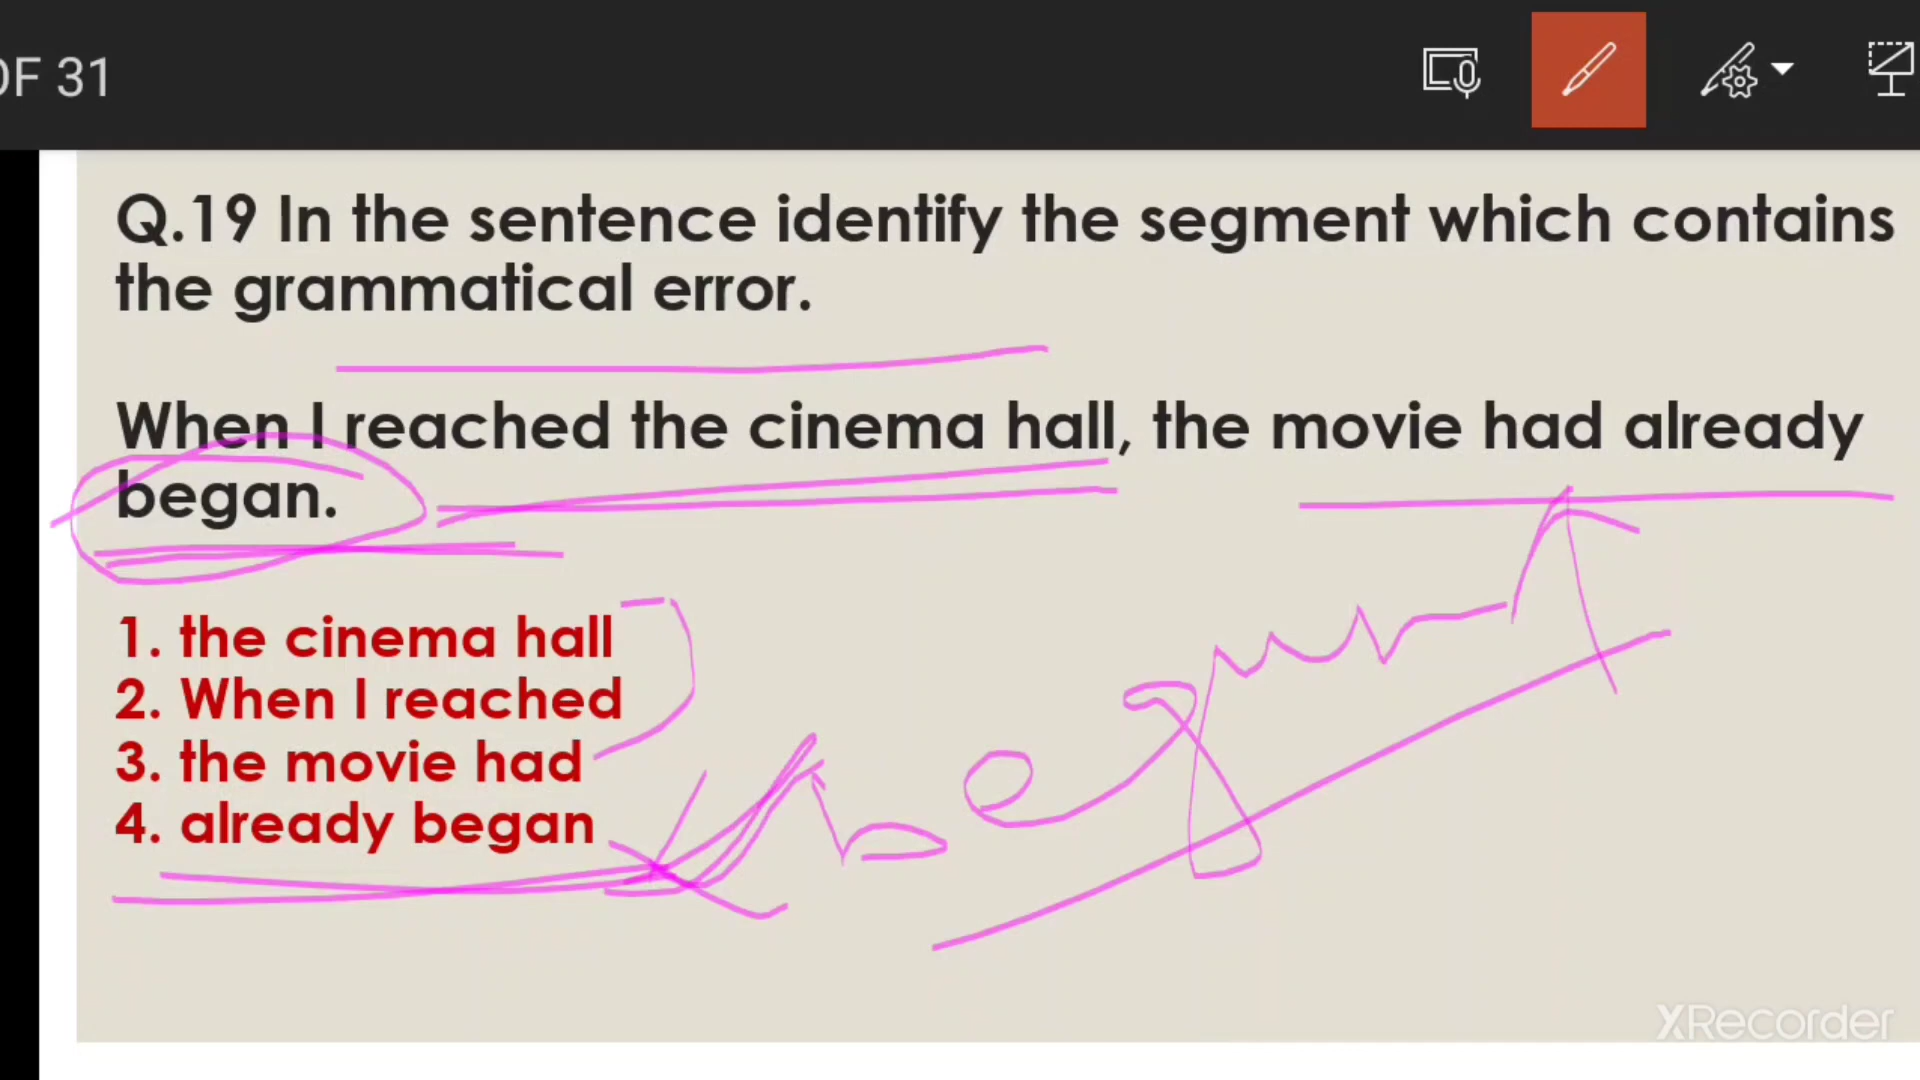 OF 31
Q.19 In the sentence identify the segment which contains
the grammatical error.
When I reached the cinema hall, the movie had already
began.
1. the cinema hall
2. When I reached
3. the movie had
4. already began
XRecorder